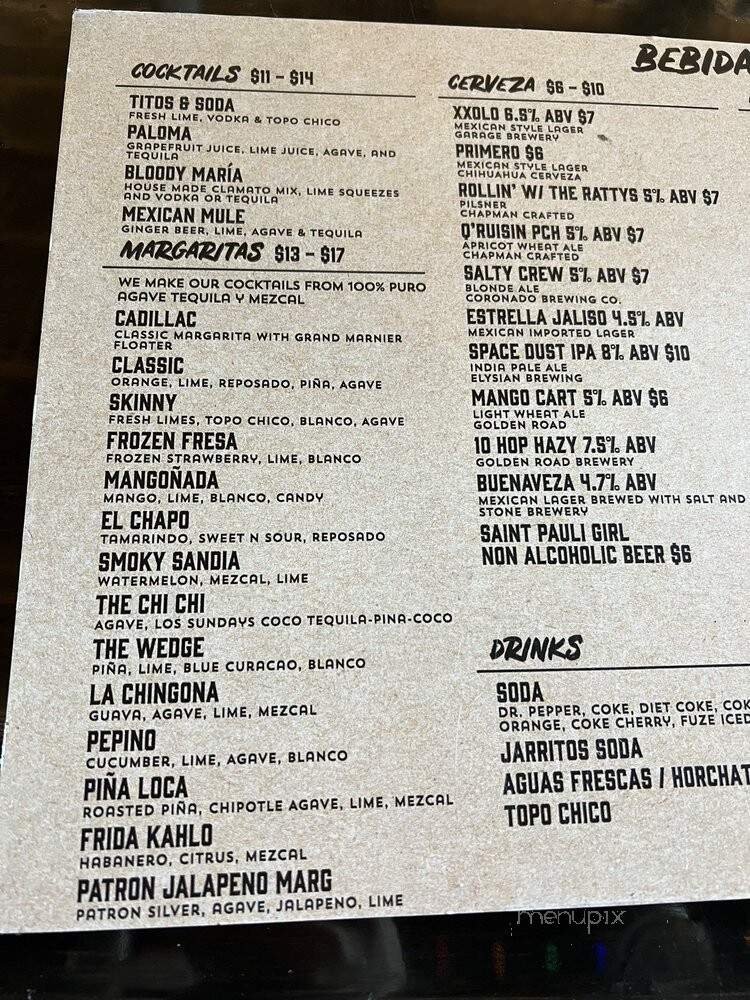 BEBIDA
COCKTAILS $11 – $14
TITOS & SODA
FRESH LIME, VODKA & TOPO CHICO
PALOMA
GRAPEFRUIT JUICE, LIME JUICE, AGAVE, AND
TEQUILA
BLOODY MARÍA
HOUSE MADE CLAMATO MIX, LIME SQUEEZES
AND VODKA OR TEQUILA
MEXICAN MULE
GINGER BEER, LIME, AGAVE & TEQUILA
MARGARITAS $13 – $17
WE MAKE OUR COCKTAILS FROM 100% PURO
AGAVE TEQUILA Y MEZCAL
CADILLAC
CLASSIC MARGARITA WITH GRAND MARNIER
FLOATER
CLASSIC
ORANGE, LIME, REPOSADO, PIÑA, AGAVE
SKINNY
FRESH LIMES, TOPO CHICO, BLANCO, AGAVE
FROZEN FRESA
FROZEN STRAWBERRY, LIME, BLANCO
MANGOÑADA
MANGO, LIME, BLANCO, CANDY
EL CHAPO
TAMARINDO, SWEET N SOUR, REPOSADO
SMOKY SANDIA
WATERMELON, MEZCAL, LIME
THE CHI CHI
AGAVE, LOS SUNDAYS COCO TEQUILA-PINA-COCO
THE WEDGE
PIÑA, LIME, BLUE CURACAO, BLANCO
LA CHINGONA
GUAVA, AGAVE, LIME, MEZCAL
PEPINO
CUCUMBER, LIME, AGAVE, BLANCO
PIÑA LOCA
ROASTED PIÑA, CHIPOTLE AGAVE, LIME, MEZCAL
FRIDA KAHLO
HABANERO, CITRUS, MEZCAL
PATRON JALAPENO MARG
PATRON SILVER, AGAVE, JALAPENO, LIME
CERVEZA $6 – $10
XXOLO 6.5% ABV $7
MEXICAN STYLE LAGER
GARAGE BREWERY
PRIMERO $6
MEXICAN STYLE LAGER
CHIHUAHUA CERVEZA
ROLLIN' W/ THE RATTYS 5% ABV $7
PILSNER
CHAPMAN CRAFTED
Q'RUISIN PCH 5% ABV $7
APRICOT WHEAT ALE
CHAPMAN CRAFTED
SALTY CREW 5% ABV $7
BLONDE ALE
CORONADO BREWING CO.
ESTRELLA JALISO 4.5% ABV
MEXICAN IMPORTED LAGER
SPACE DUST IPA 8% ABV $10
INDIA PALE ALE
ELYSIAN BREWING
MANGO CART 5% ABV $6
LIGHT WHEAT ALE
GOLDEN ROAD
10 HOP HAZY 7.5% ABV
GOLDEN ROAD BREWERY
BUENAVEZA 4.7% ABV
MEXICAN LAGER BREWED WITH SALT AND
STONE BREWERY
SAINT PAULI GIRL
NON ALCOHOLIC BEER $6
DRINKS
SODA
DR. PEPPER, COKE, DIET COKE, COK
ORANGE, COKE CHERRY, FUZE ICED
JARRITOS SODA
AGUAS FRESCAS / HORCHAT
TOPO CHICO
menupix